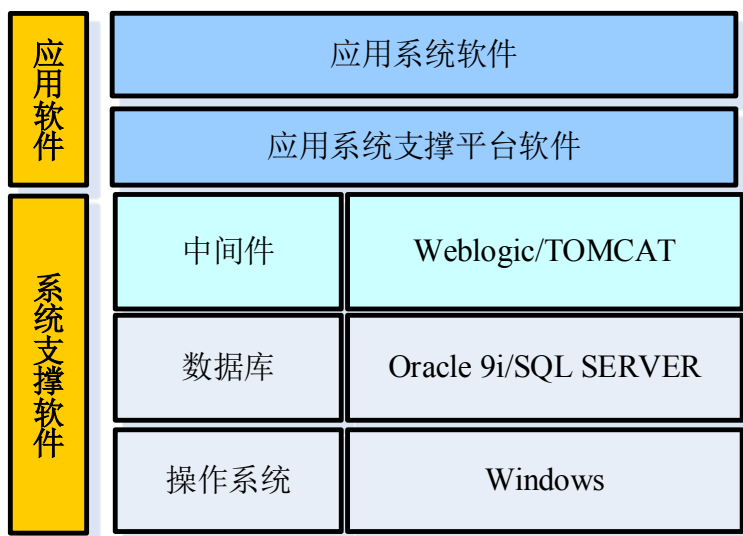 应用软件
应用系统软件
应用系统支撑平台软件
系统支撑软件
中间件
Weblogic/TOMCAT
数据库
Oracle 9i/SQL SERVER
操作系统
Windows